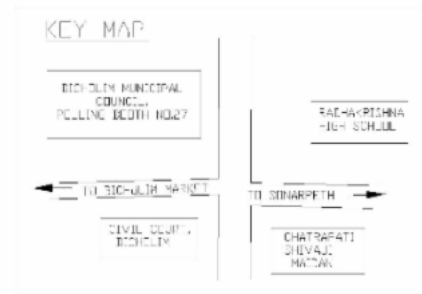 KEY MAP
BICHOLIM MUNICIPAL
COUNCIL,
POLLING BOOTH NO.27
RADHAKRISHNA
HIGH SCHOOL
TO BICHOLIM MARKET
TO SONARPETH
CIVIL COURT,
BICHOLIM
CHATRAPATI
SHIVAJI
MAIDAN